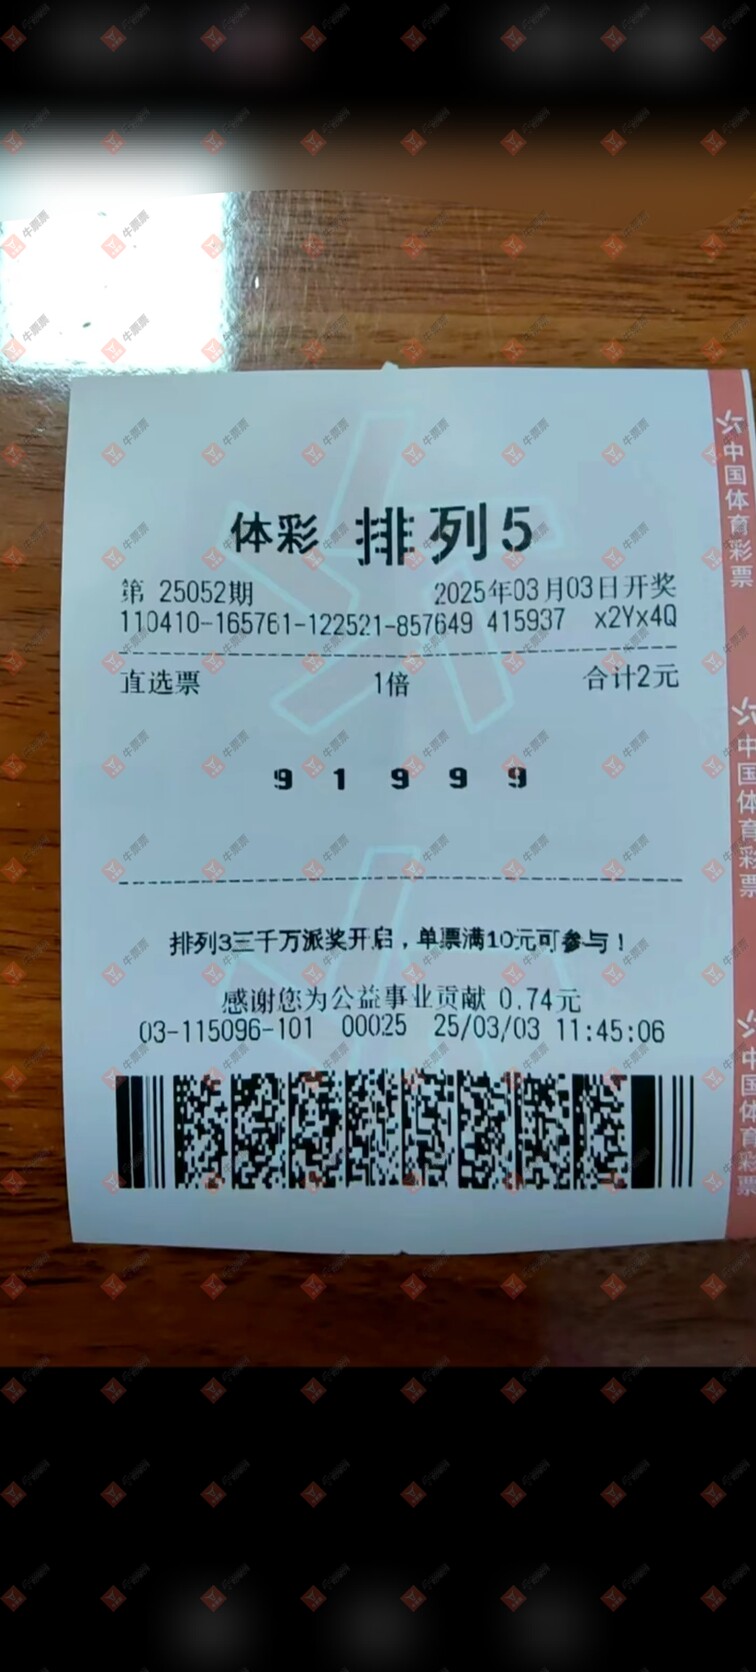 体彩 排列5
第 25052期 2025年03月03日开奖
110410-165761-122521-857649 415937 x2Yx4Q
直选票 1倍 合计2元
9 1 9 9 9
排列3三千万派奖开启，单票满10元可参与！
感谢您为公益事业贡献 0.74元
03-115096-101 00025 25/03/03 11:45:06
中国体育彩票
中国体育彩票
中国体育彩票
牛票票